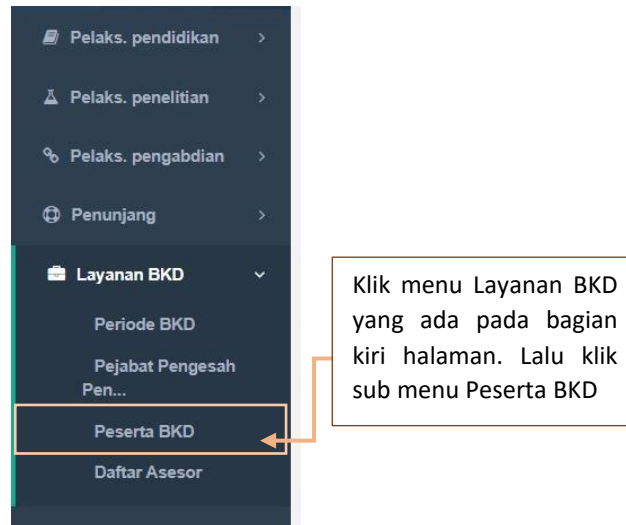 Pelaks. pendidikan
Pelaks. penelitian
Pelaks. pengabdian
Penunjang
Layanan BKD
Periode BKD
Pejabat Pengesah
Pen...
Peserta BKD
Daftar Asesor
Klik menu Layanan BKD
yang ada pada bagian
kiri halaman. Lalu klik
sub menu Peserta BKD